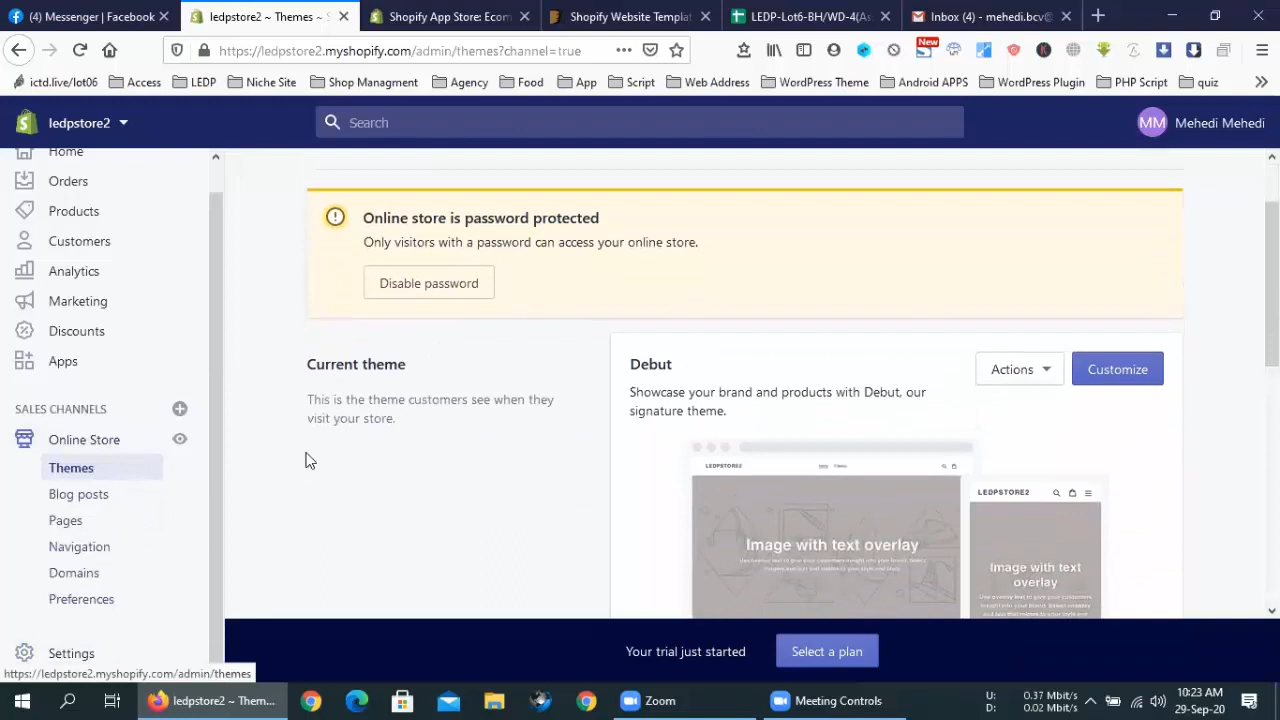 (4) Messenger | Facebook
ledpstore2 ~ Themes ~ S
Shopify App Store: Ecom
Shopify Website Templat
LEDP-Lot6-BH/WD-4(As
Inbox (4) - mehedi.bcv@
https://ledpstore2.myshopify.com/admin/themes?channel=true
New
ictd.live/lot06
Access
LEDP
Niche Site
Shop Managment
Agency
Food
App
Script
Web Address
WordPress Theme
Android APPS
WordPress Plugin
PHP Script
quiz
ledpstore2
Search
MM
Mehedi Mehedi
Home
Orders
Products
Customers
Analytics
Marketing
Discounts
Apps
SALES CHANNELS
Online Store
Themes
Blog posts
Pages
Navigation
Domains
Preferences
Settings
Online store is password protected
Only visitors with a password can access your online store.
Disable password
Current theme
This is the theme customers see when they
visit your store.
Debut
Actions
Customize
Showcase your brand and products with Debut, our
signature theme.
LEDPSTORE2
Image with text overlay
LEDPSTORE2
Image with text
overlay
Your trial just started
Select a plan
https://ledpstore2.myshopify.com/admin/themes
ledpstore2 ~ Them...
Zoom
Meeting Controls
U: 0.37 Mbit/s
D: 0.02 Mbit/s
10:23 AM
29-Sep-20